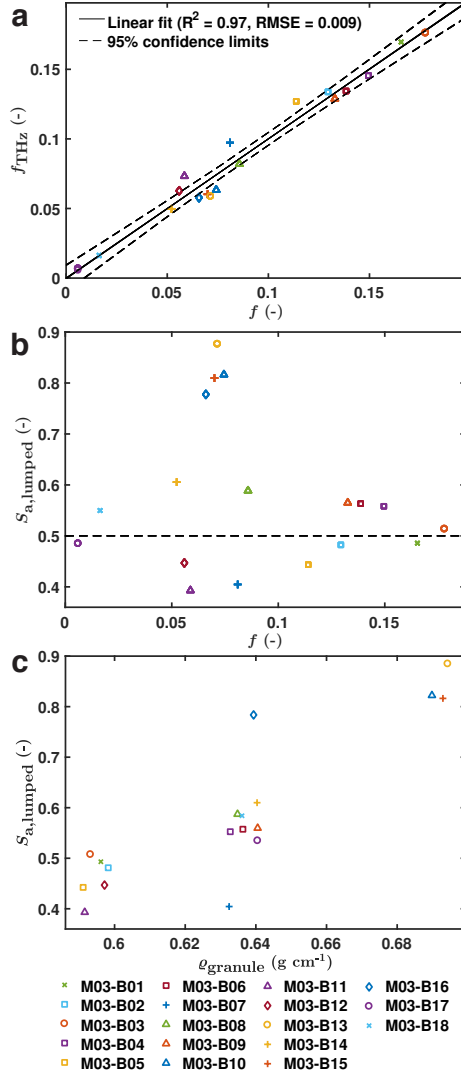 a
Linear fit (R² = 0.97, RMSE = 0.009)
95% confidence limits
0.15
0.1
0.05
0
f_THz (-)
0 0.05 0.1 0.15
f (-)
b
0.9
0.8
0.7
0.6
0.5
0.4
S_a,lumped (-)
0 0.05 0.1 0.15
f (-)
c
0.9
0.8
0.7
0.6
0.5
0.4
S_a,lumped (-)
0.6 0.62 0.64 0.66 0.68
ϱ_granule (g cm⁻¹)
M03-B01 M03-B06 M03-B11 M03-B16
M03-B02 M03-B07 M03-B12 M03-B17
M03-B03 M03-B08 M03-B13 M03-B18
M03-B04 M03-B09 M03-B14
M03-B05 M03-B10 M03-B15